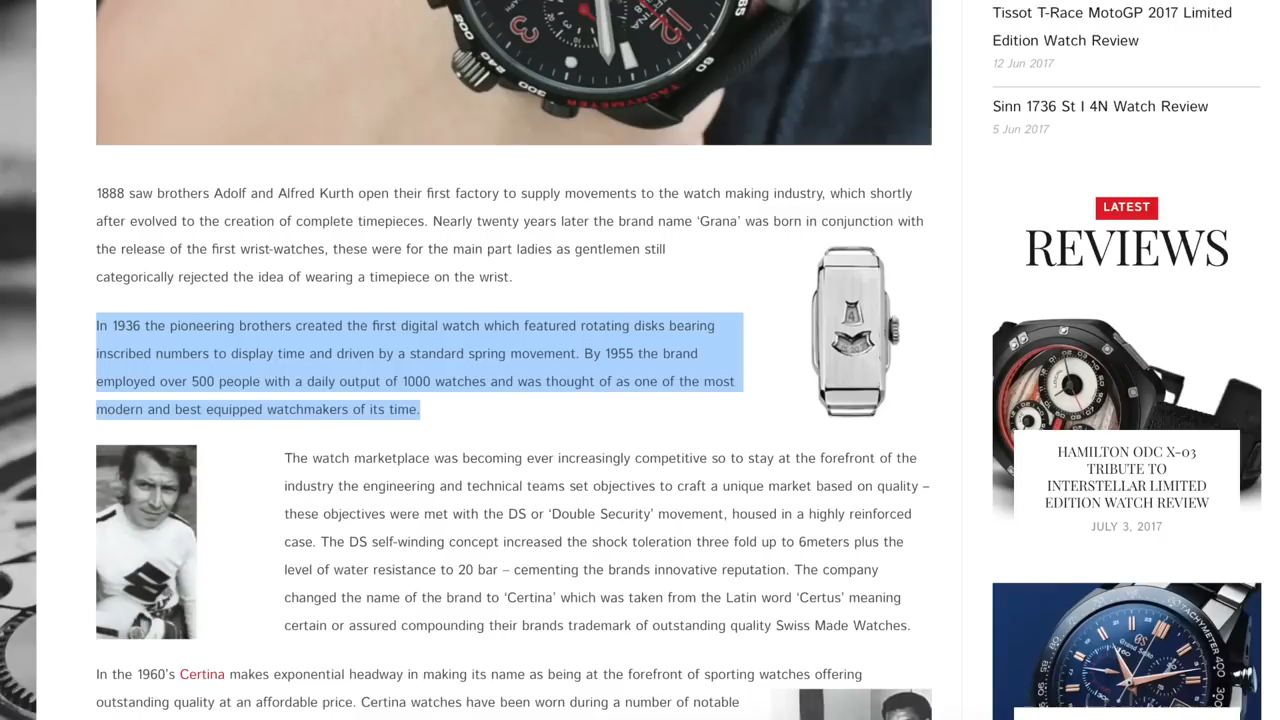 Tissot T-Race MotoGP 2017 Limited
Edition Watch Review
12 Jun 2017
Sinn 1736 St I 4N Watch Review
5 Jun 2017
1888 saw brothers Adolf and Alfred Kurth open their first factory to supply movements to the watch making industry, which shortly
after evolved to the creation of complete timepieces. Nearly twenty years later the brand name ‘Grana’ was born in conjunction with
the release of the first wrist-watches, these were for the main part ladies as gentlemen still
categorically rejected the idea of wearing a timepiece on the wrist.
In 1936 the pioneering brothers created the first digital watch which featured rotating disks bearing
inscribed numbers to display time and driven by a standard spring movement. By 1955 the brand
employed over 500 people with a daily output of 1000 watches and was thought of as one of the most
modern and best equipped watchmakers of its time.
The watch marketplace was becoming ever increasingly competitive so to stay at the forefront of the
industry the engineering and technical teams set objectives to craft a unique market based on quality –
these objectives were met with the DS or ‘Double Security’ movement, housed in a highly reinforced
case. The DS self-winding concept increased the shock toleration three fold up to 6meters plus the
level of water resistance to 20 bar – cementing the brands innovative reputation. The company
changed the name of the brand to ‘Certina’ which was taken from the Latin word ‘Certus’ meaning
certain or assured compounding their brands trademark of outstanding quality Swiss Made Watches.
In the 1960’s Certina makes exponential headway in making its name as being at the forefront of sporting watches offering
outstanding quality at an affordable price. Certina watches have been worn during a number of notable
LATEST
REVIEWS
HAMILTON ODC X-03
TRIBUTE TO
INTERSTELLAR LIMITED
EDITION WATCH REVIEW
JULY 3, 2017
TACHYMETER
300
240
60
3
Grand Seiko
TACHYMETER
400